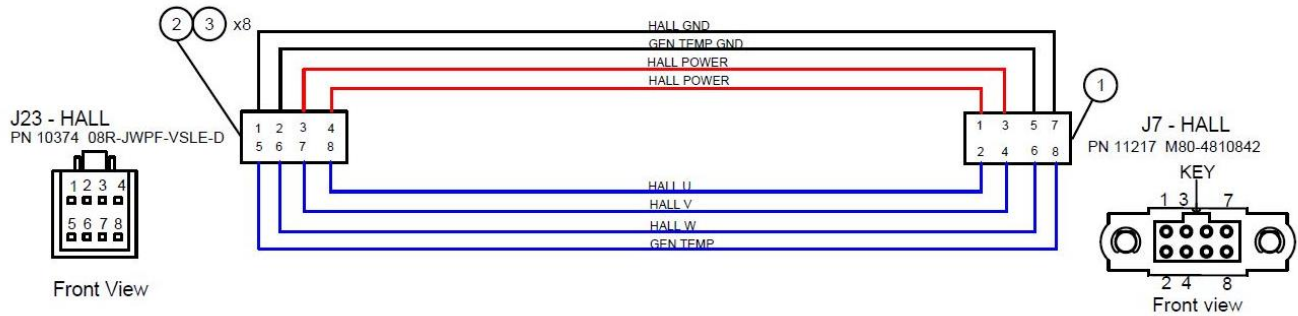 2 3 x8
HALL GND
GEN TEMP GND
HALL POWER
HALL POWER
1
J23 - HALL
PN 10374 08R-JWPF-VSLE-D
1 2 3 4
5 6 7 8
1 3 5 7
2 4 6 8
J7 - HALL
PN 11217 M80-4810842
KEY
1 2 3 4
5 6 7 8
HALL U
HALL V
HALL W
GEN TEMP
1 3 7
2 4 8
Front View
Front view